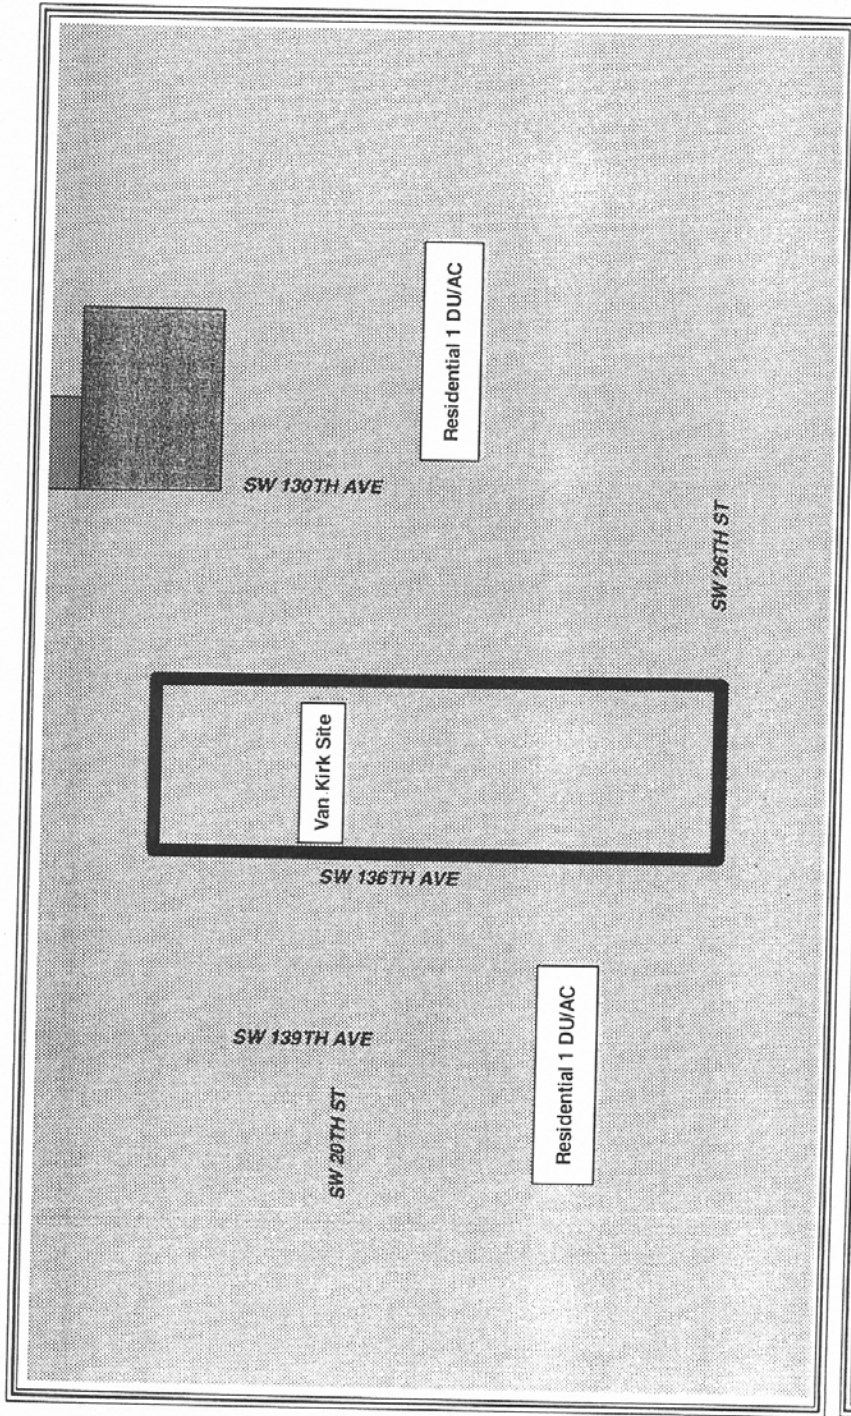 Residential 1 DU/AC
SW 130TH AVE
SW 26TH ST
Van Kirk Site
SW 136TH AVE
SW 139TH AVE
SW 20TH ST
Residential 1 DU/AC